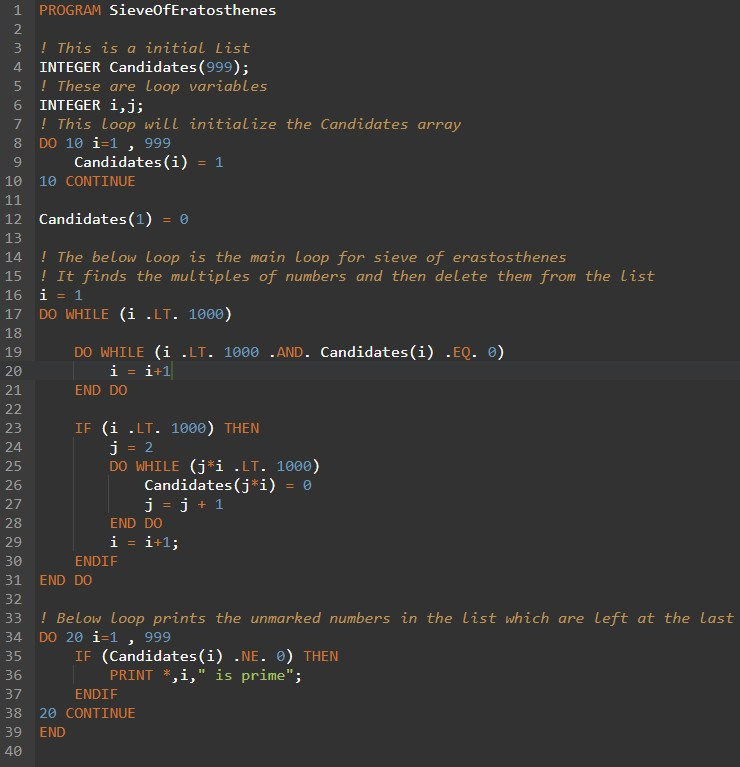 1 PROGRAM SieveOfEratosthenes
2
3 ! This is a initial List
4 INTEGER Candidates(999);
5 ! These are loop variables
6 INTEGER i,j;
7 ! This loop will initialize the Candidates array
8 DO 10 i=1 , 999
9     Candidates(i) = 1
10 10 CONTINUE
11
12 Candidates(1) = 0
13
14 ! The below loop is the main loop for sieve of erastosthenes
15 ! It finds the multiples of numbers and then delete them from the list
16 i = 1
17 DO WHILE (i .LT. 1000)
18
19     DO WHILE (i .LT. 1000 .AND. Candidates(i) .EQ. 0)
20         i = i+1
21     END DO
22
23     IF (i .LT. 1000) THEN
24         j = 2
25         DO WHILE (j*i .LT. 1000)
26             Candidates(j*i) = 0
27             j = j + 1
28         END DO
29         i = i+1;
30     ENDIF
31 END DO
32
33 ! Below loop prints the unmarked numbers in the list which are left at the last
34 DO 20 i=1 , 999
35     IF (Candidates(i) .NE. 0) THEN
36         PRINT *,i," is prime";
37     ENDIF
38 20 CONTINUE
39 END
40